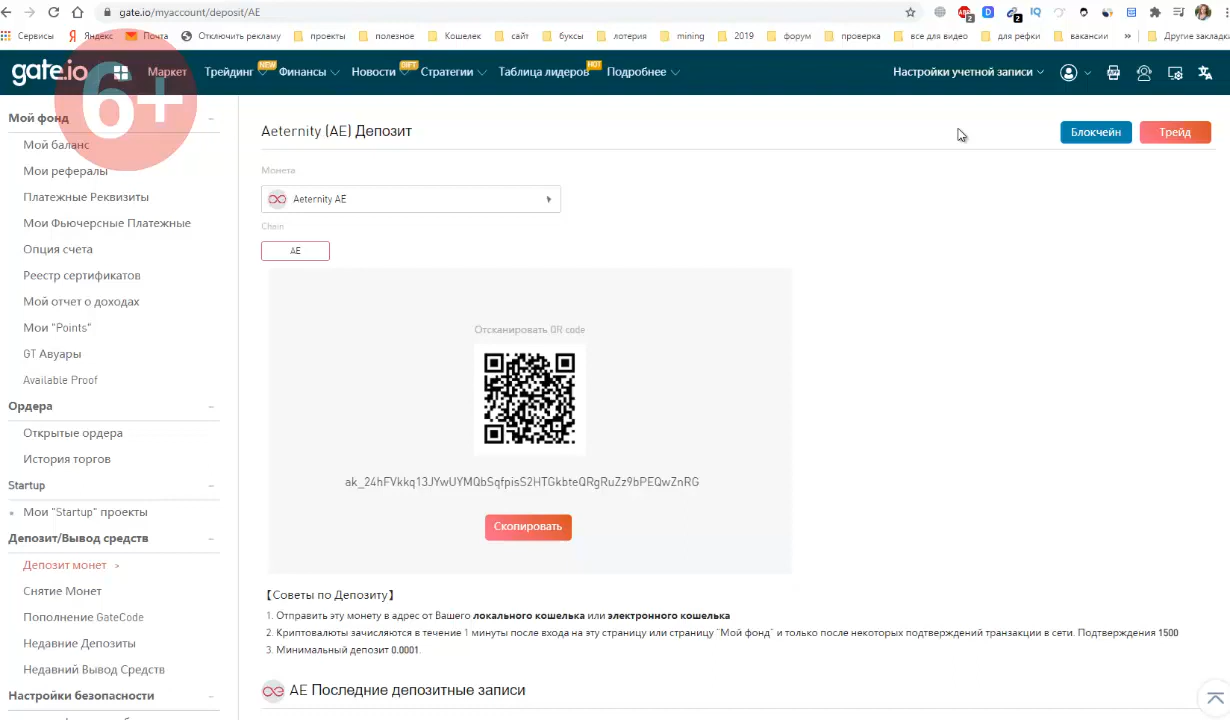 gate.io/myaccount/deposit/AE
Сервисы Яндекс Почта Отключить рекламу проекты полезное Кошелек сайт буксы лотерия mining 2019 форум проверка все для видео для рефки вакансии » Другие закладки
gate.io Маркет Трейдинг NEW Финансы Новости GIFT Стратегии Таблица лидеров HOT Подробнее Настройки учетной записи
6+
Мой фонд
Мой баланс
Мои рефералы
Платежные Реквизиты
Мои Фьючерсные Платежные
Опция счета
Реестр сертификатов
Мой отчет о доходах
Мои "Points"
GT Авуары
Available Proof
Ордера
Открытые ордера
История торгов
Startup
Мои "Startup" проекты
Депозит/Вывод средств
Депозит монет >
Снятие Монет
Пополнение GateCode
Недавние Депозиты
Недавний Вывод Средств
Настройки безопасности
Aeternity (AE) Депозит
Блокчейн Трейд
Монета
Aeternity AE
Chain
AE
Отсканировать QR code
ak_24hFVkkq13JYwUYMQbSqfpisS2HTGkbteQRgRuZz9bPEQwZnRG
Скопировать
【Советы по Депозиту】
1. Отправить эту монету в адрес от Вашего локального кошелька или электронного кошелька
2. Криптовалюты зачисляются в течение 1 минуты после входа на эту страницу или страницу "Мой фонд" и только после некоторых подтверждений транзакции в сети. Подтверждения 1500
3. Минимальный депозит 0.0001.
AE Последние депозитные записи